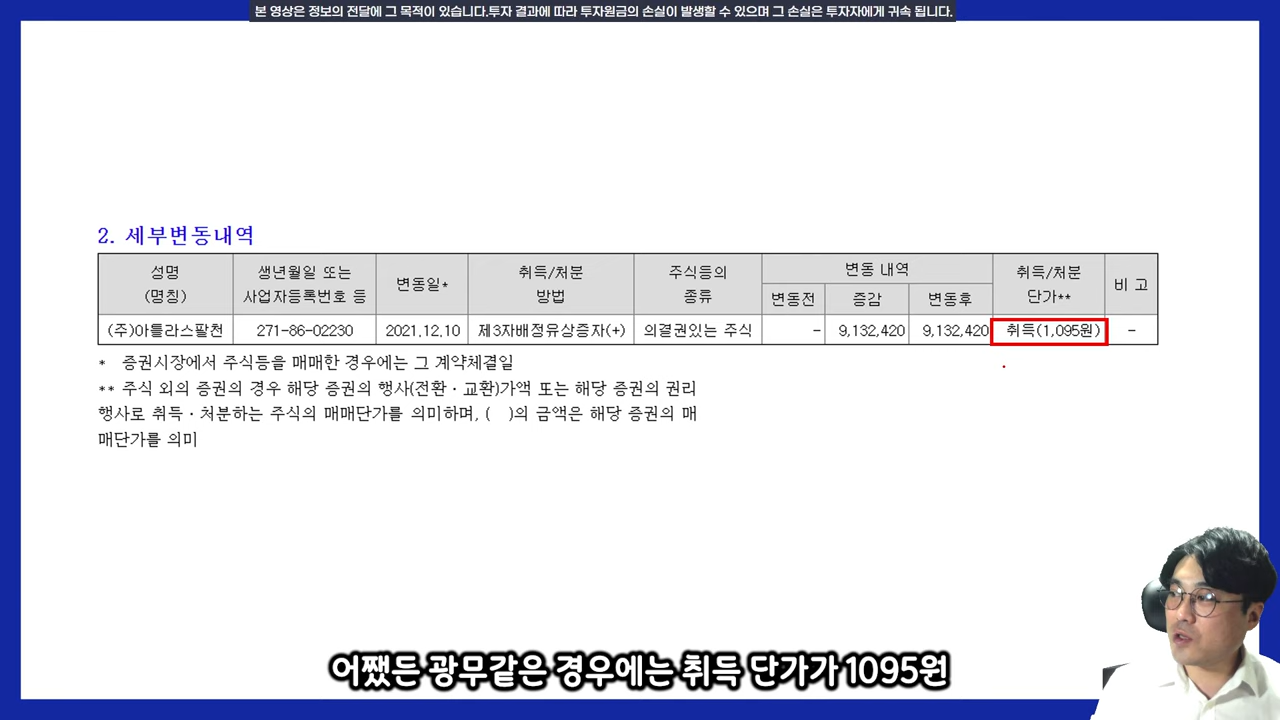 본 영상은 정보의 전달에 그 목적이 있습니다.투자 결과에 따라 투자원금의 손실이 발생할 수 있으며 그 손실은 투자자에게 귀속 됩니다.
2. 세부변동내역
성명 (명칭) 생년월일 또는 사업자등록번호 등 변동일* 취득/처분 방법 주식등의 종류 변동 내역 취득/처분 단가** 비 고
변동전 증감 변동후
(주)아틀라스팔천 271-86-02230 2021.12.10 제3자배정유상증자(+) 의결권있는 주식 - 9,132,420 9,132,420 취득(1,095원) -
* 증권시장에서 주식등을 매매한 경우에는 그 계약체결일
** 주식 외의 증권의 경우 해당 증권의 행사(전환·교환)가액 또는 해당 증권의 권리
행사로 취득·처분하는 주식의 매매단가를 의미하며, ( )의 금액은 해당 증권의 매
매단가를 의미
어쨌든 광무같은 경우에는 취득 단가가 1095원